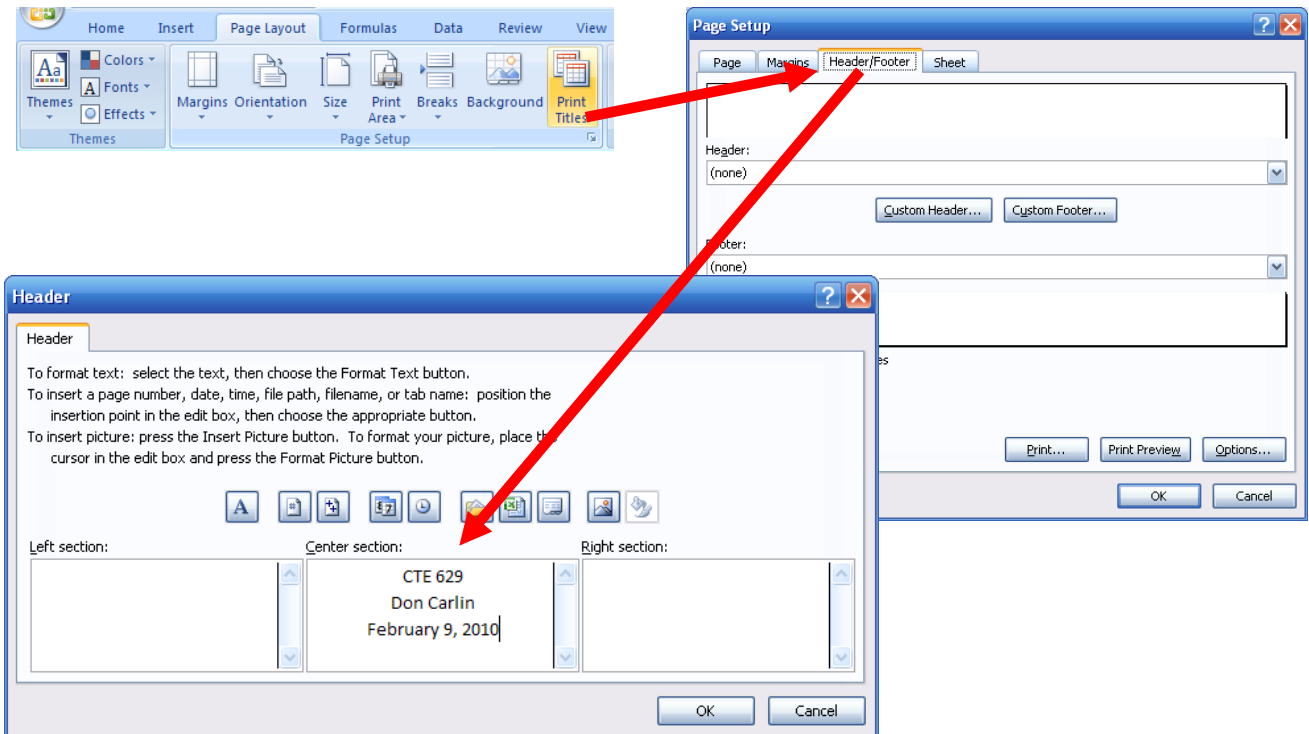 Home Insert Page Layout Formulas Data Review View
Aa Colors
A Fonts
Effects
Themes
Margins Orientation Size Print Area Breaks Background Print Titles
Themes Page Setup
Page Setup
Page Margins Header/Footer Sheet
Header:
(none)
Custom Header... Custom Footer...
Footer:
(none)
es
Print... Print Preview Options...
OK Cancel
Header
Header
To format text: select the text, then choose the Format Text button.
To insert a page number, date, time, file path, filename, or tab name: position the
insertion point in the edit box, then choose the appropriate button.
To insert picture: press the Insert Picture button. To format your picture, place the
cursor in the edit box and press the Format Picture button.
A
Left section: Center section: Right section:
CTE 629
Don Carlin
February 9, 2010
OK Cancel